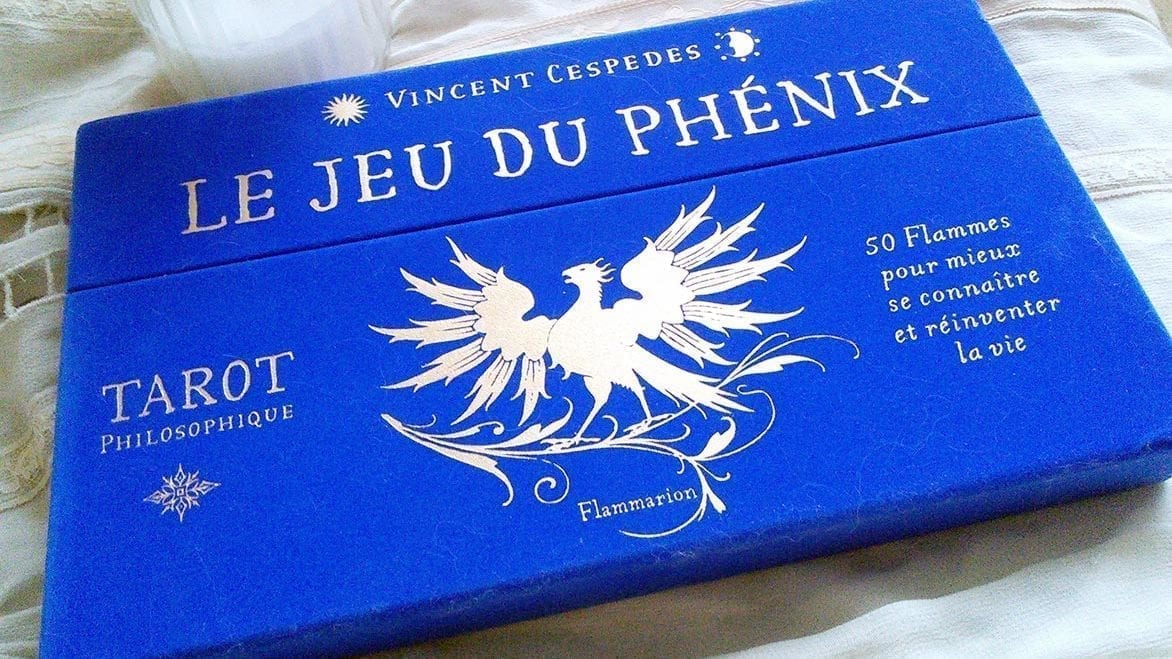 VINCENT CESPEDES
LE JEU DU PHÉNIX
50 Flammes
pour mieux
se connaître
et réinventer
la vie
TAROT
PHILOSOPHIQUE
Flammarion